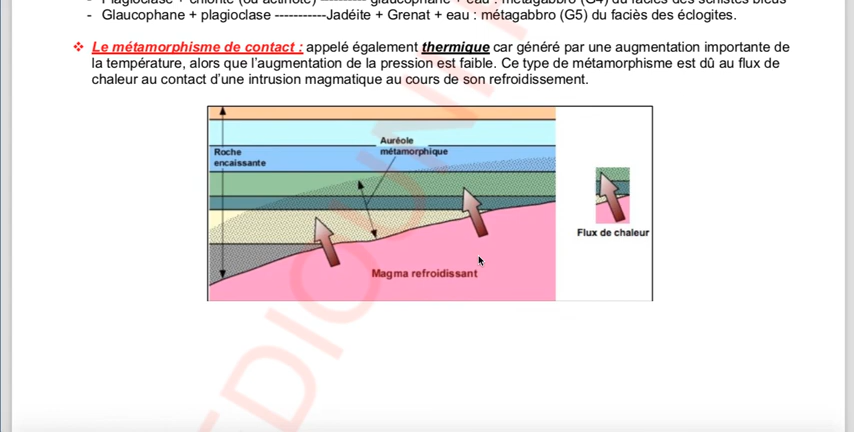 - Glaucophane + plagioclase -----------Jadéite + Grenat + eau : métagabbro (G5) du faciès des éclogites.
❖ Le métamorphisme de contact : appelé également thermique car généré par une augmentation importante de
la température, alors que l'augmentation de la pression est faible. Ce type de métamorphisme est dû au flux de
chaleur au contact d'une intrusion magmatique au cours de son refroidissement.
Auréole
métamorphique
Roche
encaissante
Flux de chaleur
Magma refroidissant